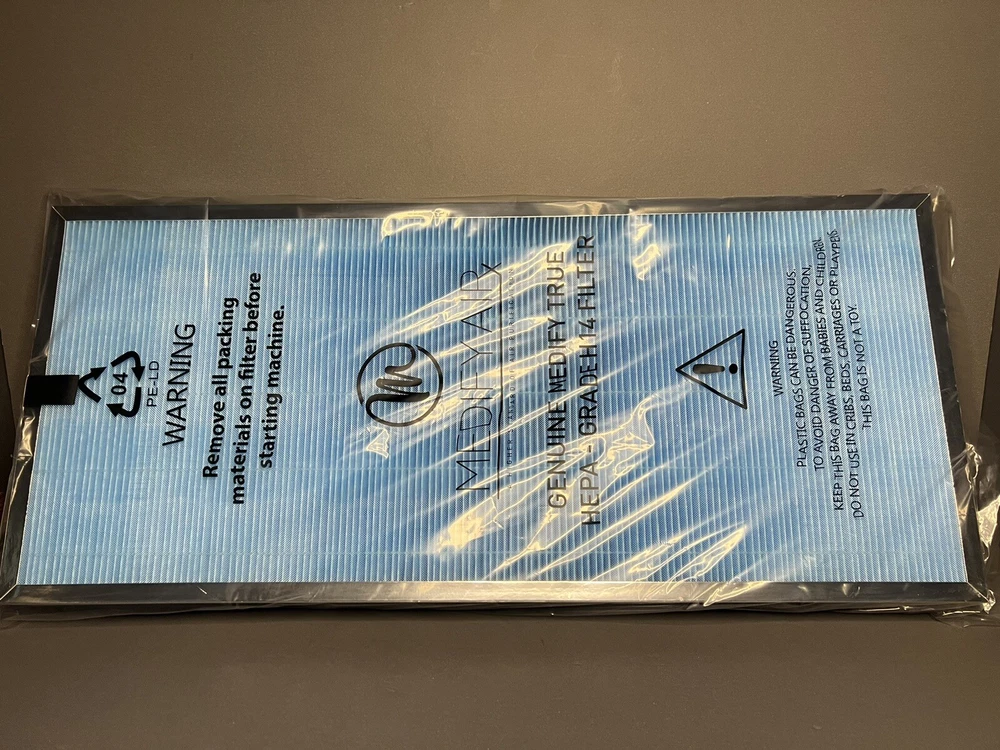 04
PE-LD
WARNING
Remove all packing
materials on filter before
starting machine.
MEDIFY AIR
GENUINE MEDIFY TRUE
HEPA - GRADE H14 FILTER
WARNING
PLASTIC BAGS CAN BE DANGEROUS.
TO AVOID DANGER OF SUFFOCATION,
KEEP THIS BAG AWAY FROM BABIES AND CHILDREN.
DO NOT USE IN CRIBS, BEDS, CARRIAGES OR PLAYPENS
THIS BAG IS NOT A TOY.